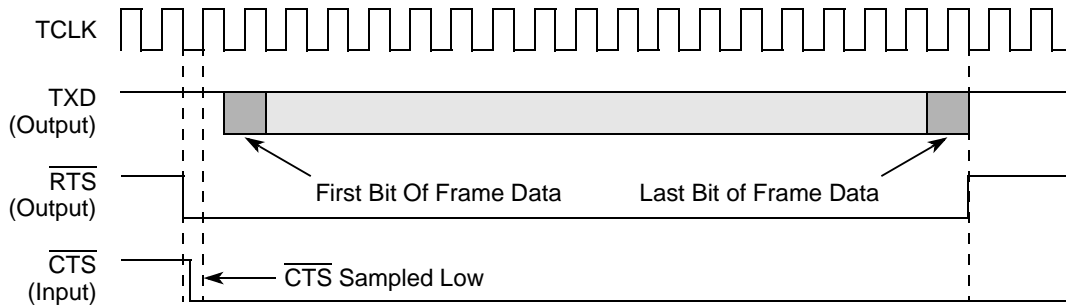 TCLK
TXD
(Output)
First Bit Of Frame Data
Last Bit of Frame Data
RTS
(Output)
CTS Sampled Low
CTS
(Input)